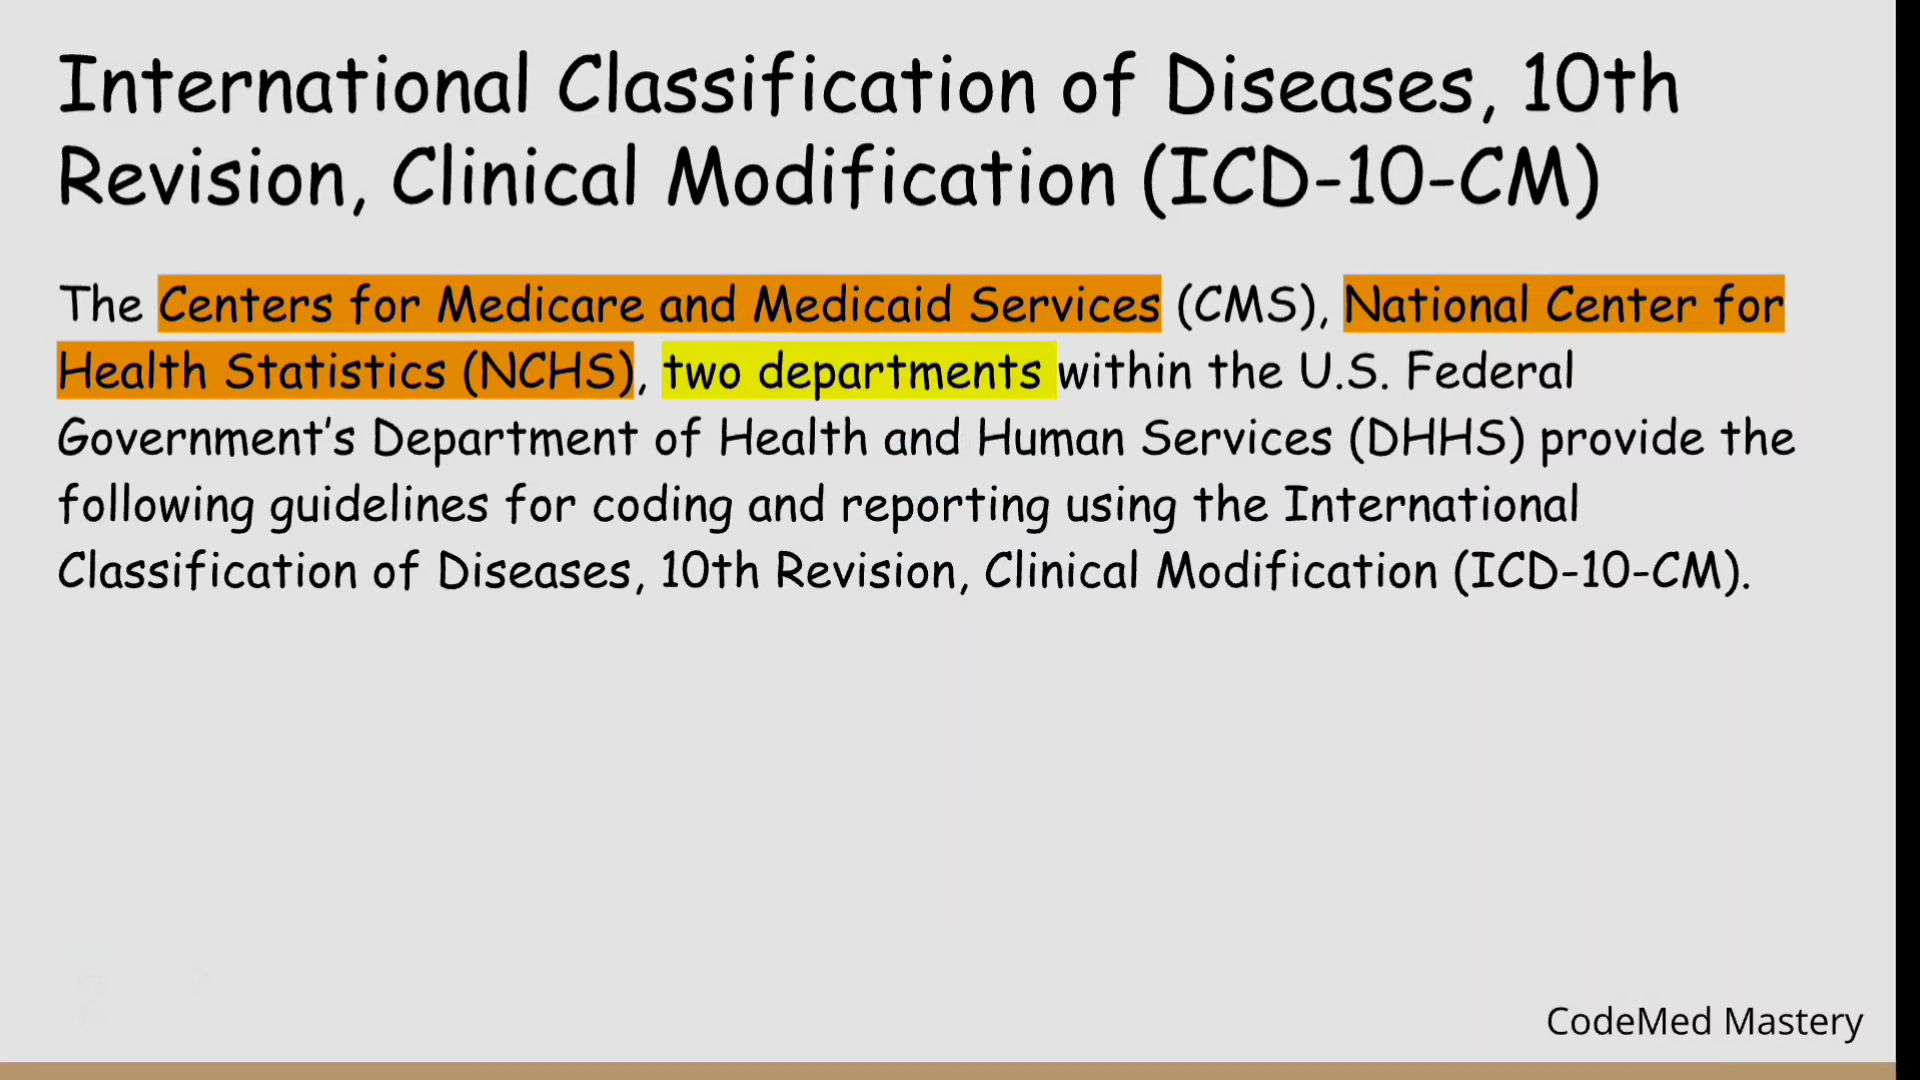 International Classification of Diseases, 10th
Revision, Clinical Modification (ICD-10-CM)
The Centers for Medicare and Medicaid Services (CMS), National Center for
Health Statistics (NCHS), two departments within the U.S. Federal
Government’s Department of Health and Human Services (DHHS) provide the
following guidelines for coding and reporting using the International
Classification of Diseases, 10th Revision, Clinical Modification (ICD-10-CM).
CodeMed Mastery